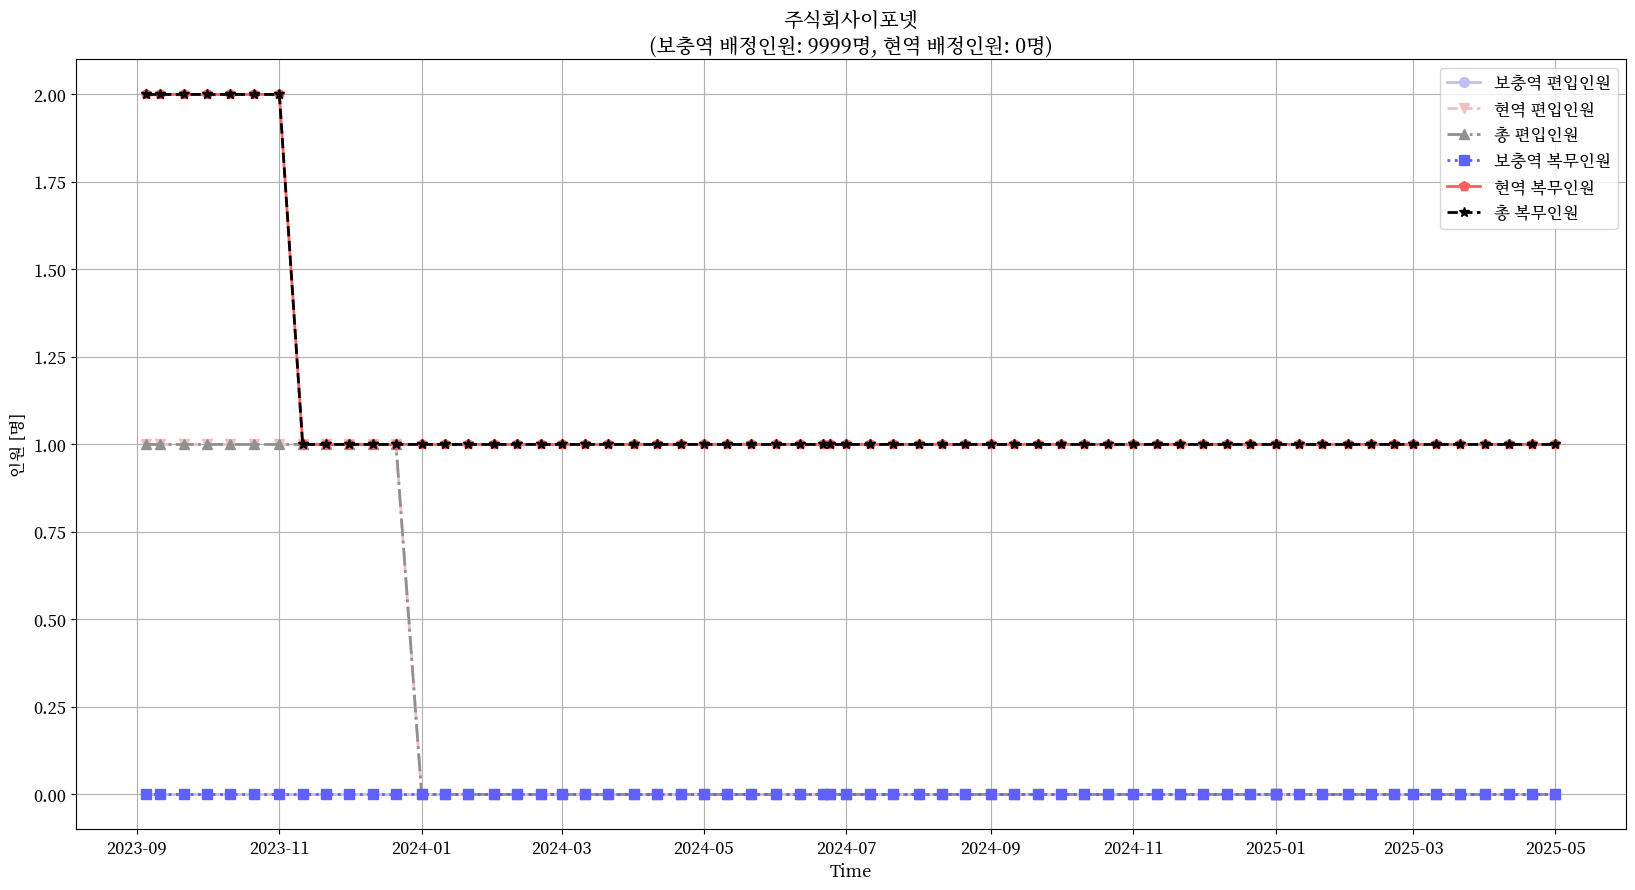 주식회사이포넷
(보충역 배정인원: 9999명, 현역 배정인원: 0명)
보충역 편입인원
현역 편입인원
총 편입인원
보충역 복무인원
현역 복무인원
총 복무인원
인원 [명]
2.00
1.75
1.50
1.25
1.00
0.75
0.50
0.25
0.00
2023-09
2023-11
2024-01
2024-03
2024-05
2024-07
2024-09
2024-11
2025-01
2025-03
2025-05
Time